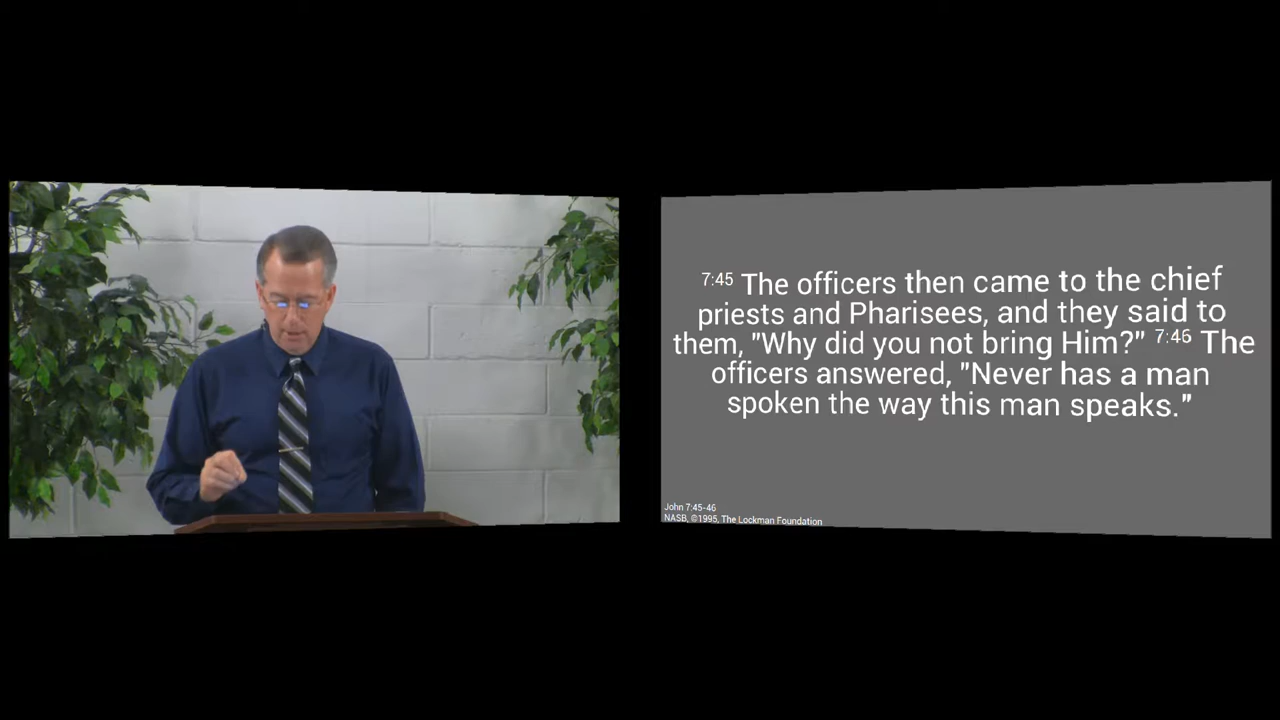 7:45 The officers then came to the chief
priests and Pharisees, and they said to
them, "Why did you not bring Him?" 7:46 The
officers answered, "Never has a man
spoken the way this man speaks."
John 7:45-46
NASB, ©1995, The Lockman Foundation